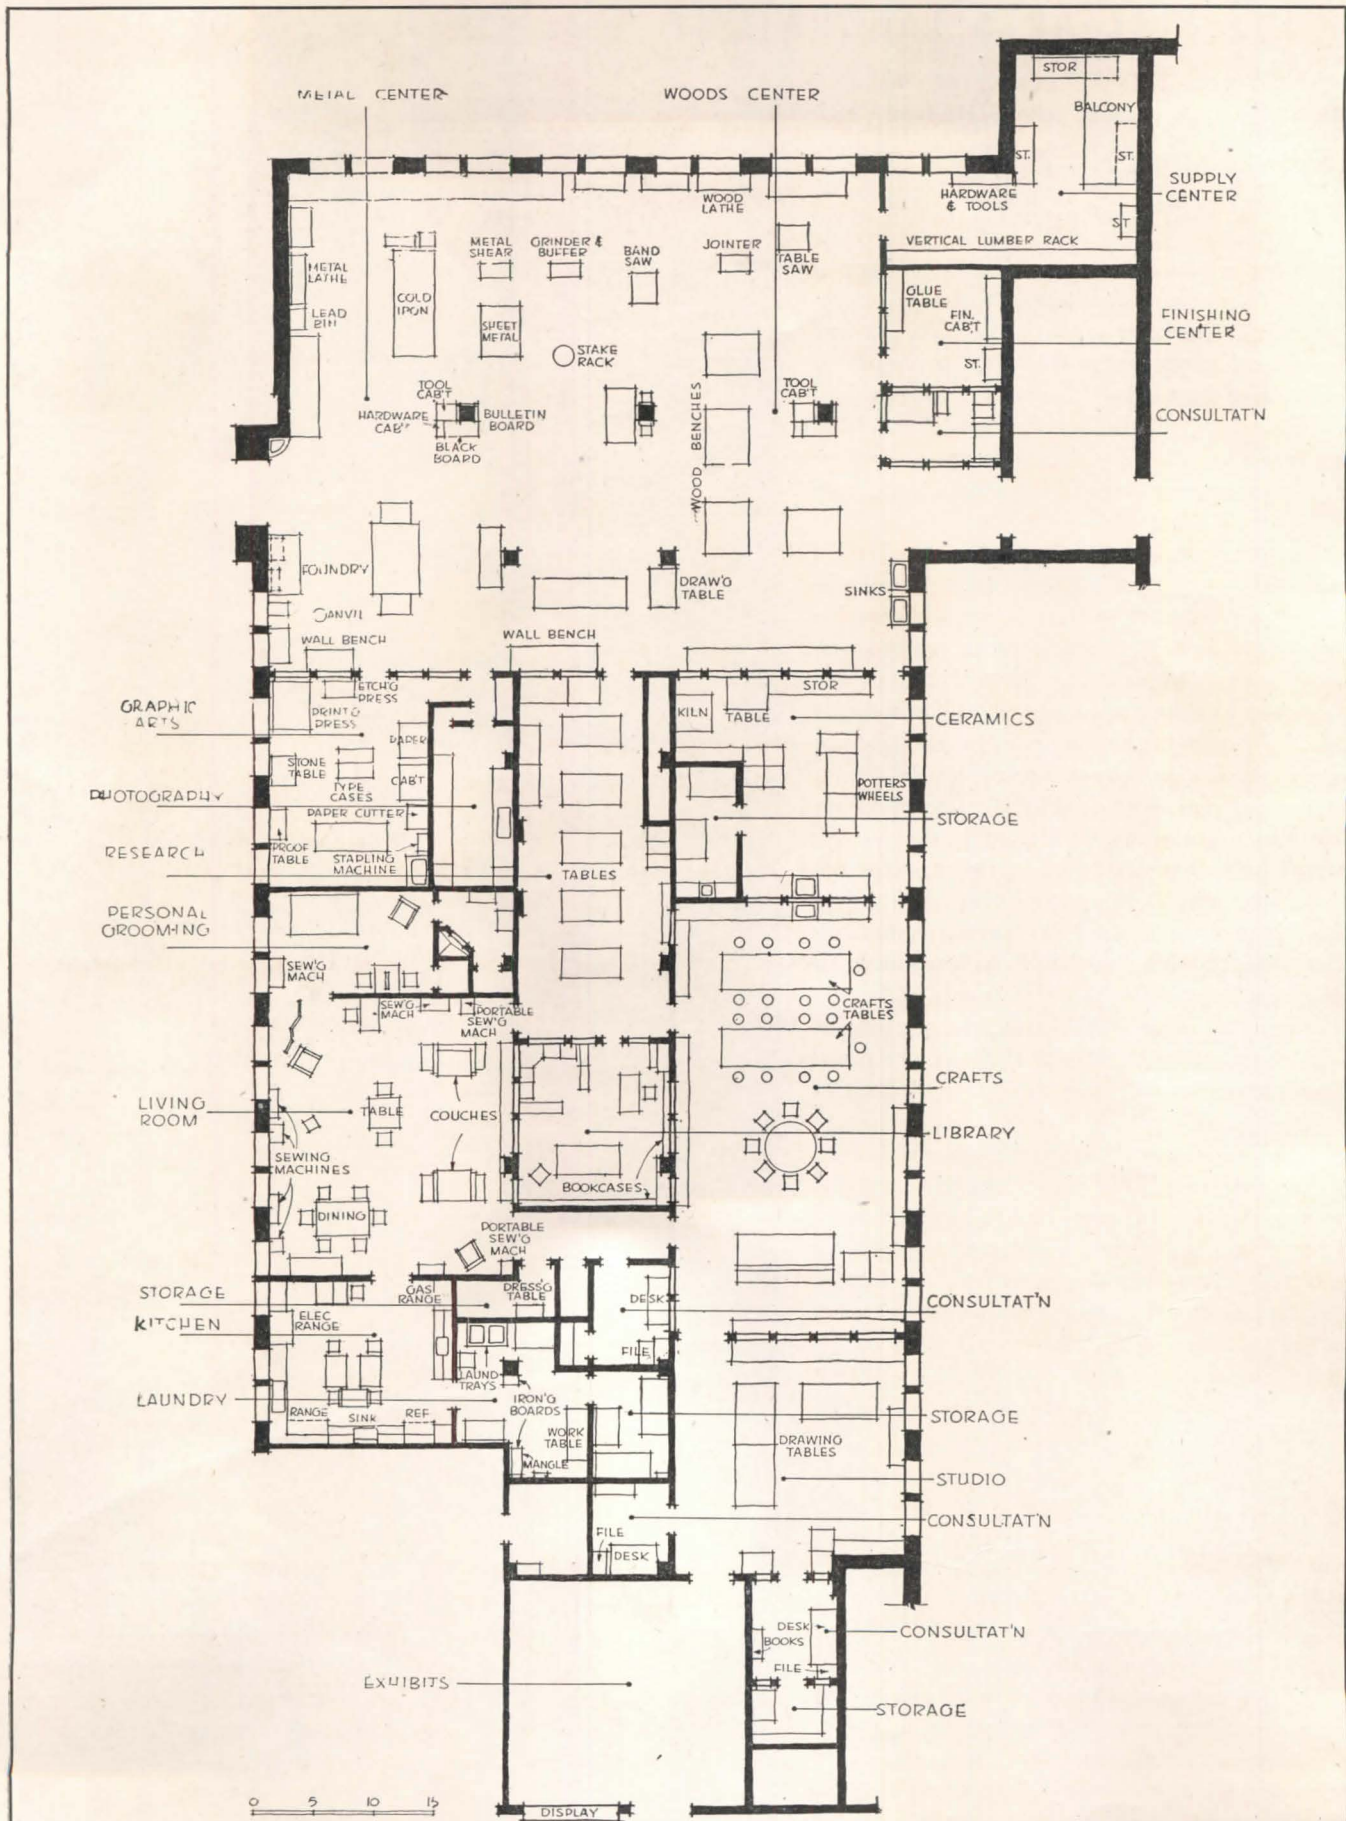 METAL CENTER
WOODS CENTER
STOR
BALCONY
ST.
ST.
SUPPLY
CENTER
HARDWARE
& TOOLS
ST
WOOD
LATHE
VERTICAL LUMBER RACK
METAL
SHEAR
GRINDER &
BUFFER
BAND
SAW
JOINTER
TABLE
SAW
METAL
LATHE
COLD
IRON
LEAD
BIN
SHEET
METAL
STAKE
RACK
GLUE
TABLE
FIN.
CAB'T
FINISHING
CENTER
ST.
TOOL
CAB'T
HARDWARE
CAB'T
BULLETIN
BOARD
BLACK
BOARD
WOOD BENCHES
TOOL
CAB'T
CONSULTAT'N
FOUNDRY
ANVIL
WALL BENCH
DRAW'G
TABLE
SINKS
WALL BENCH
GRAPHIC
ARTS
ETCH'G
PRESS
PRINT'G
PRESS
PAPER
CAB'T
STONE
TABLE
TYPE
CASES
PHOTOGRAPHY
PAPER CUTTER
PROOF
TABLE
STAPLING
MACHINE
RESEARCH
TABLES
KILN
TABLE
STOR
CERAMICS
POTTERS
WHEELS
STORAGE
PERSONAL
GROOMING
SEW'G
MACH
SEW'G
MACH
PORTABLE
SEW'G
MACH
CRAFTS
TABLES
CRAFTS
LIVING
ROOM
TABLE
COUCHES
LIBRARY
SEWING
MACHINES
BOOKCASES
DINING
PORTABLE
SEW'G
MACH
STORAGE
GAS
RANGE
DRESS'G
TABLE
DESK
CONSULTAT'N
KITCHEN
ELEC
RANGE
FILE
LAUND
TRAYS
LAUNDRY
IRON'G
BOARDS
RANGE
SINK
REF
WORK
TABLE
MANGLE
STORAGE
DRAWING
TABLES
STUDIO
CONSULTAT'N
FILE
DESK
DESK
BOOKS
FILE
CONSULTAT'N
EXHIBITS
STORAGE
0 5 10 15
DISPLAY